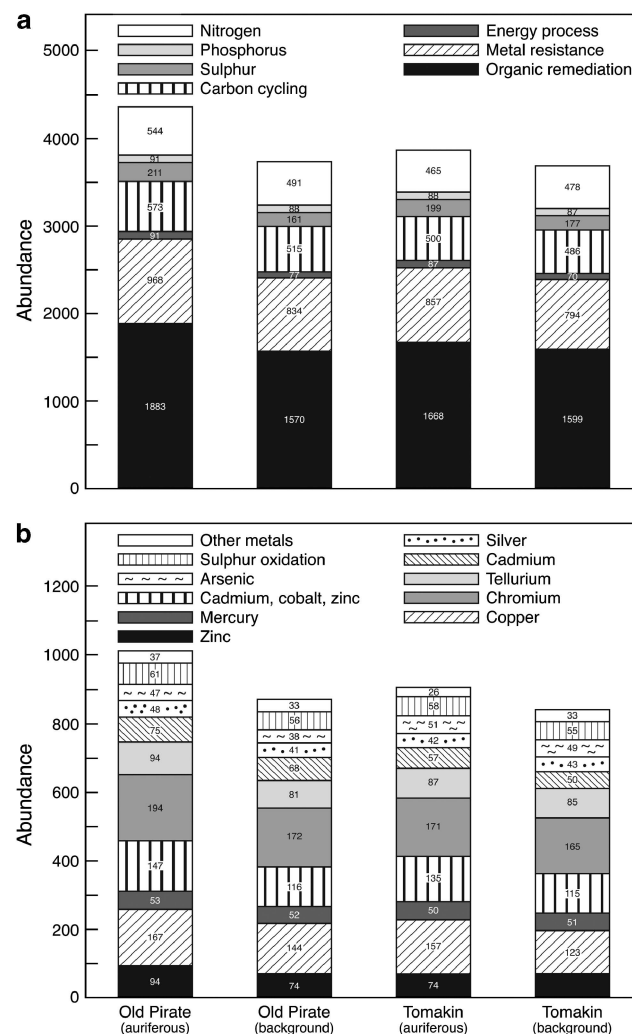 a
Nitrogen
Energy process
Phosphorus
Metal resistance
Sulphur
Organic remediation
Carbon cycling
Abundance
5000
4000
3000
2000
1000
0
544
91
211
573
91
968
1883
491
88
161
515
77
834
1570
465
88
199
500
87
857
1668
478
87
177
486
70
794
1599
b
Other metals
Silver
Sulphur oxidation
Cadmium
Arsenic
Tellurium
Cadmium, cobalt, zinc
Chromium
Mercury
Copper
Zinc
Abundance
1200
1000
800
600
400
200
0
37
61
47
48
75
94
194
147
53
167
94
33
56
38
41
68
81
172
116
52
144
74
26
58
51
42
57
87
171
135
50
157
74
33
55
49
43
50
85
165
115
51
123
Old Pirate
(auriferous)
Old Pirate
(background)
Tomakin
(auriferous)
Tomakin
(background)